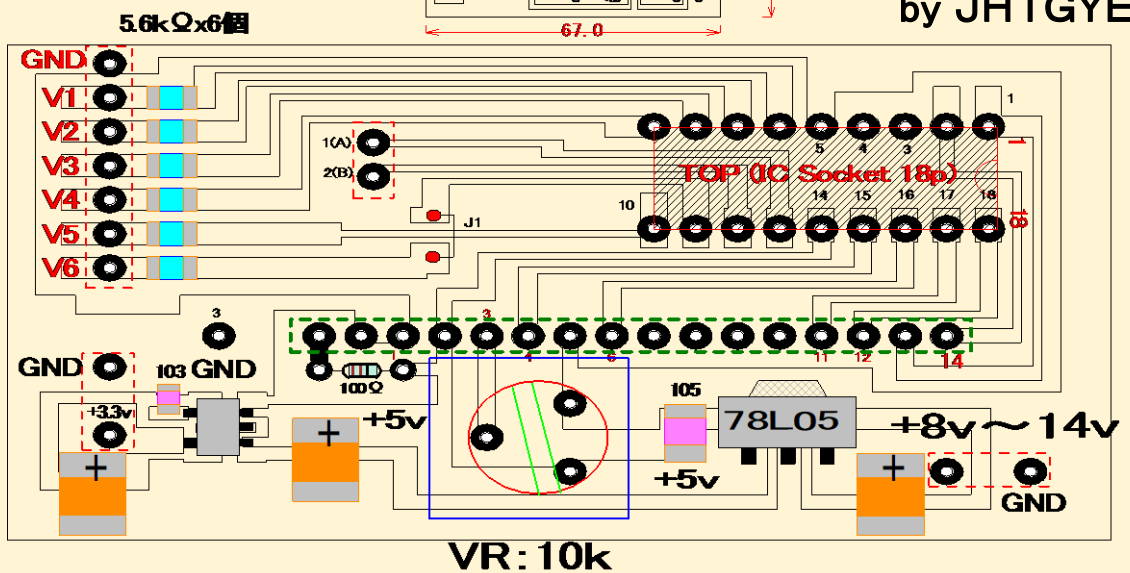 by JH1GYE
5.6kΩx6個
67.0
GND
V1
V2
V3
V4
V5
V6
1(A)
2(B)
J1
1
5
4
3
1
TOP (IC Socket 18p)
10
14
15
16
17
18
18
3
GND
3
4
6
11
12
14
1
GND
103
100Ω
+3.3v
+5v
105
78L05
+8v～14v
+5v
GND
+
+
+
VR:10k